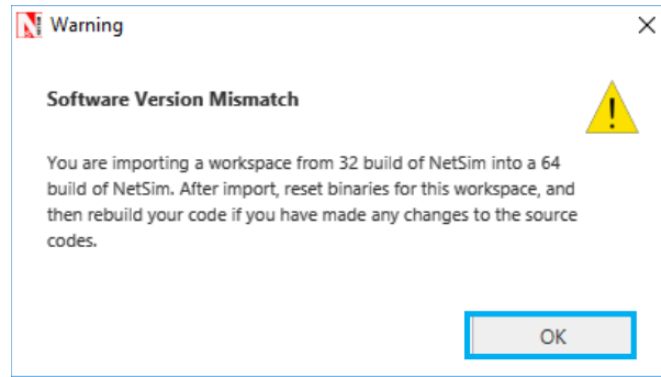 Warning
Software Version Mismatch
You are importing a workspace from 32 build of NetSim into a 64
build of NetSim. After import, reset binaries for this workspace, and
then rebuild your code if you have made any changes to the source
codes.
OK